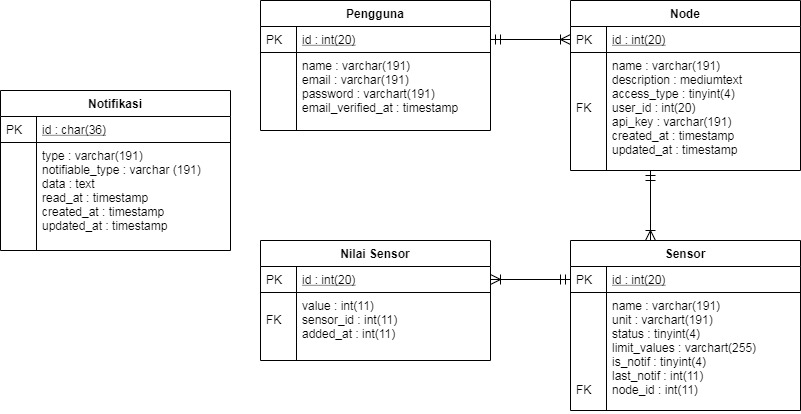 Pengguna
PK id : int(20)
name : varchar(191)
email : varchar(191)
password : varchart(191)
email_verified_at : timestamp
Node
PK id : int(20)
name : varchar(191)
description : mediumtext
access_type : tinyint(4)
FK user_id : int(20)
api_key : varchar(191)
created_at : timestamp
updated_at : timestamp
Notifikasi
PK id : char(36)
type : varchar(191)
notifiable_type : varchar (191)
data : text
read_at : timestamp
created_at : timestamp
updated_at : timestamp
Nilai Sensor
PK id : int(20)
value : int(11)
FK sensor_id : int(11)
added_at : int(11)
Sensor
PK id : int(20)
name : varchar(191)
unit : varchart(191)
status : tinyint(4)
limit_values : varchart(255)
is_notif : tinyint(4)
last_notif : int(11)
FK node_id : int(11)